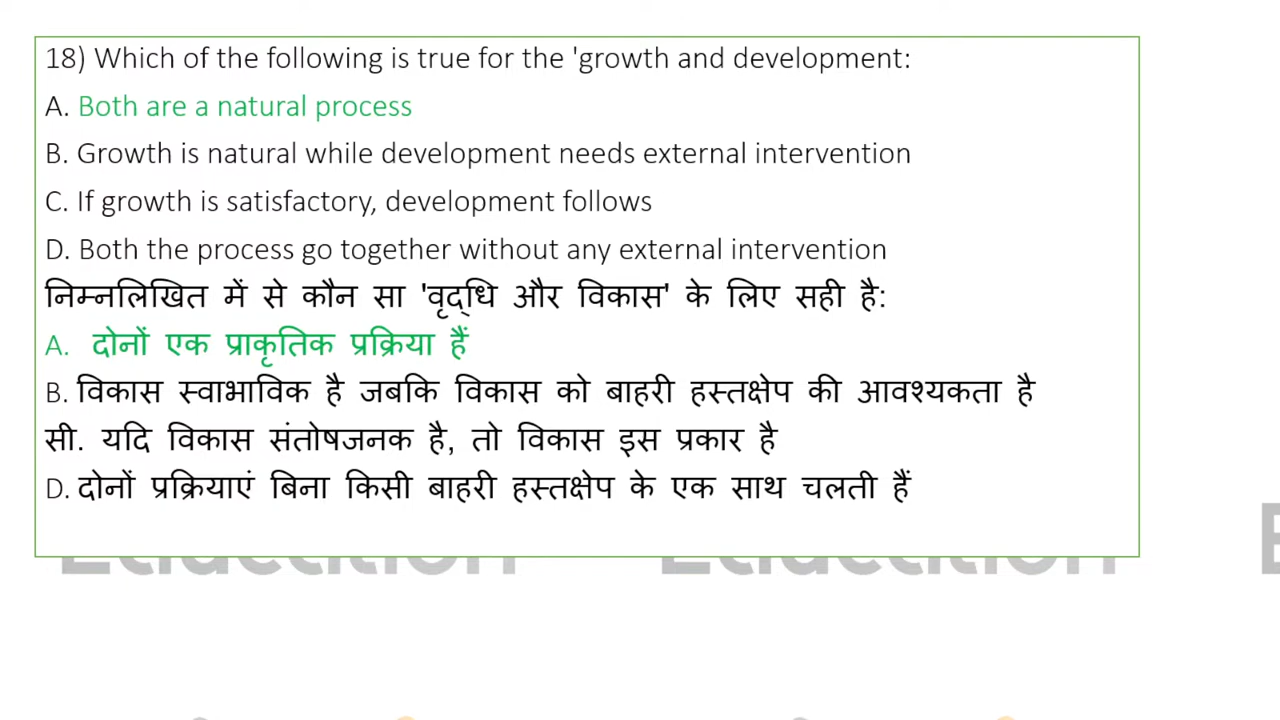 18) Which of the following is true for the 'growth and development:
A. Both are a natural process
B. Growth is natural while development needs external intervention
C. If growth is satisfactory, development follows
D. Both the process go together without any external intervention
निम्नलिखित में से कौन सा 'वृद्धि और विकास' के लिए सही है:
A. दोनों एक प्राकृतिक प्रक्रिया हैं
B. विकास स्वाभाविक है जबकि विकास को बाहरी हस्तक्षेप की आवश्यकता है
सी. यदि विकास संतोषजनक है, तो विकास इस प्रकार है
D. दोनों प्रक्रियाएं बिना किसी बाहरी हस्तक्षेप के एक साथ चलती हैं